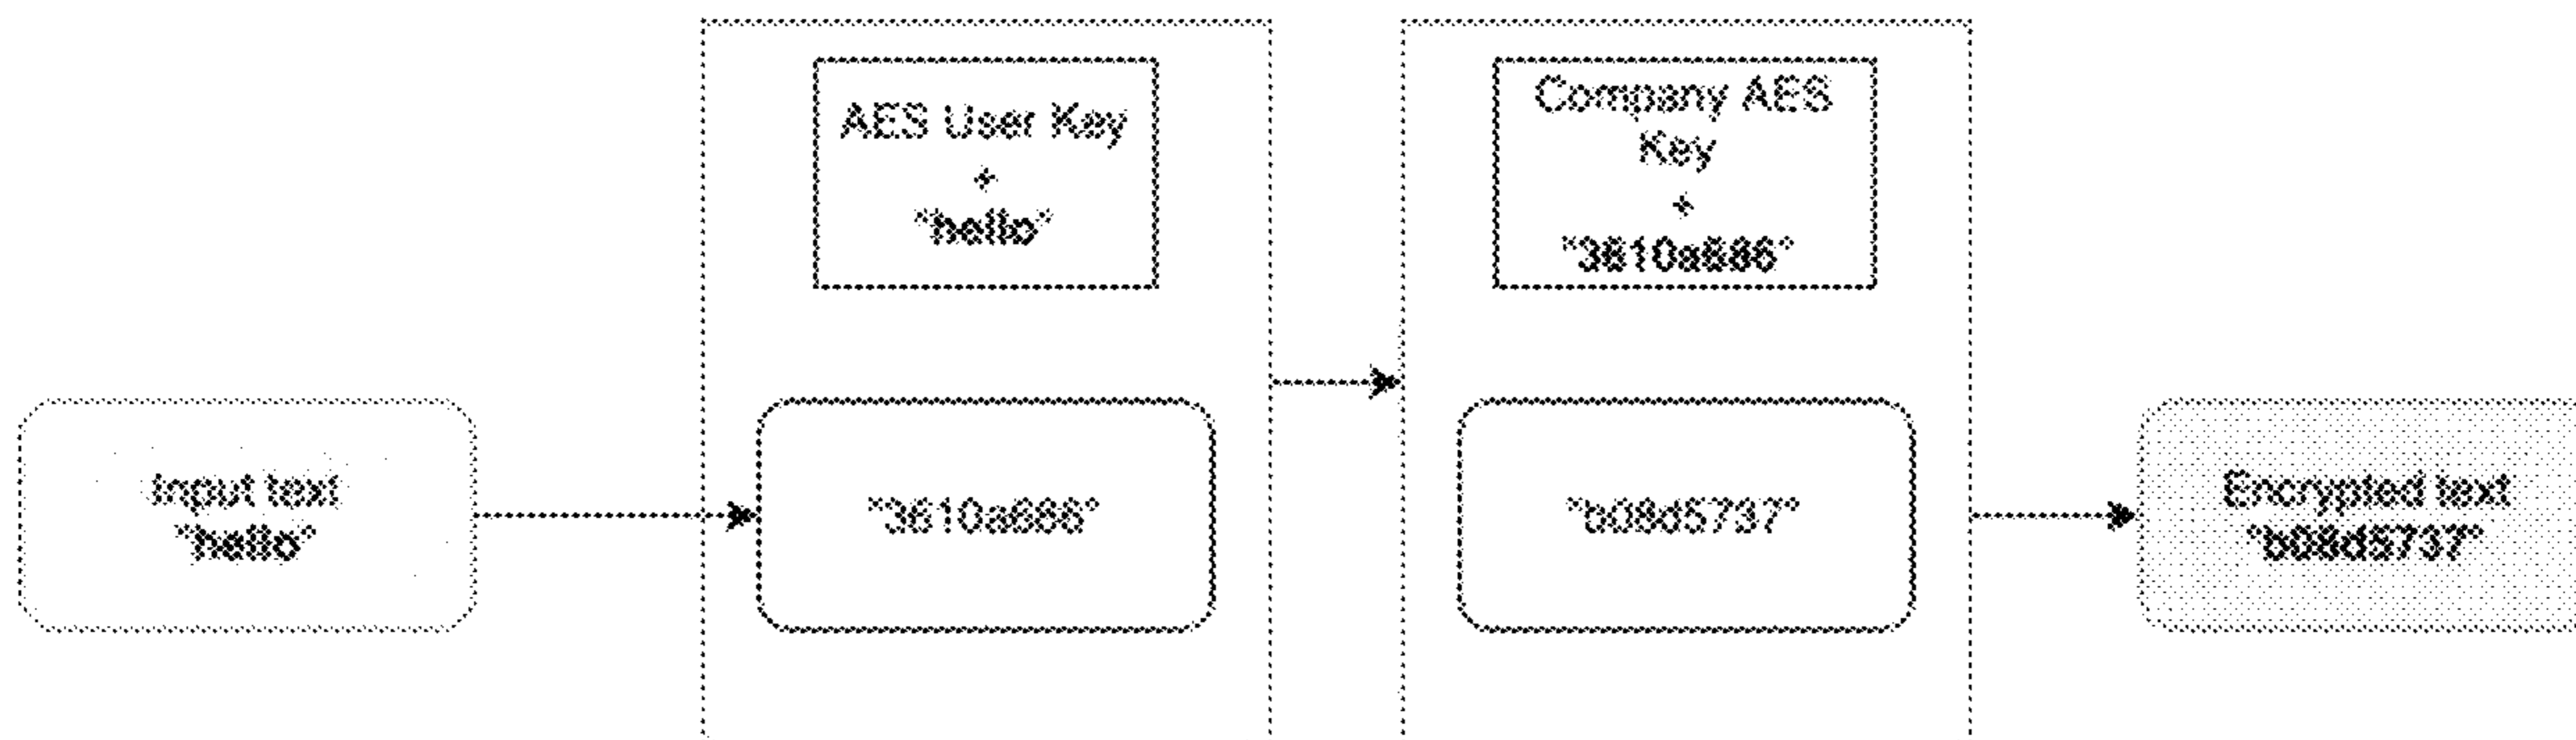 Input text
"hello"
AES User Key
+
"hello"
"3610a686"
Company AES
Key
+
"3610a686"
"b08d5737"
Encrypted text
"b08d5737"